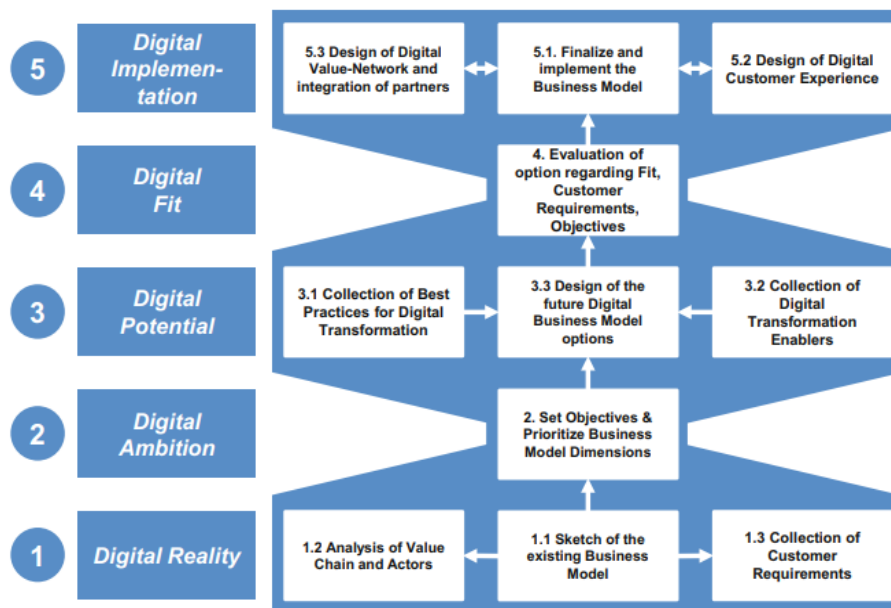 5
Digital
Implemen-
tation
5.3 Design of Digital
Value-Network and
integration of partners
5.1. Finalize and
implement the
Business Model
5.2 Design of Digital
Customer Experience
4
Digital
Fit
4. Evaluation of
option regarding Fit,
Customer
Requirements,
Objectives
3
Digital
Potential
3.1 Collection of Best
Practices for Digital
Transformation
3.3 Design of the
future Digital
Business Model
options
3.2 Collection of
Digital
Transformation
Enablers
2
Digital
Ambition
2. Set Objectives &
Prioritize Business
Model Dimensions
1
Digital Reality
1.2 Analysis of Value
Chain and Actors
1.1 Sketch of the
existing Business
Model
1.3 Collection of
Customer
Requirements